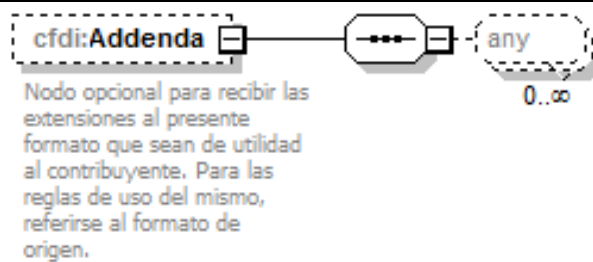 cfdi:Addenda
any
0..∞
Nodo opcional para recibir las
extensiones al presente
formato que sean de utilidad
al contribuyente. Para las
reglas de uso del mismo,
referirse al formato de
origen.